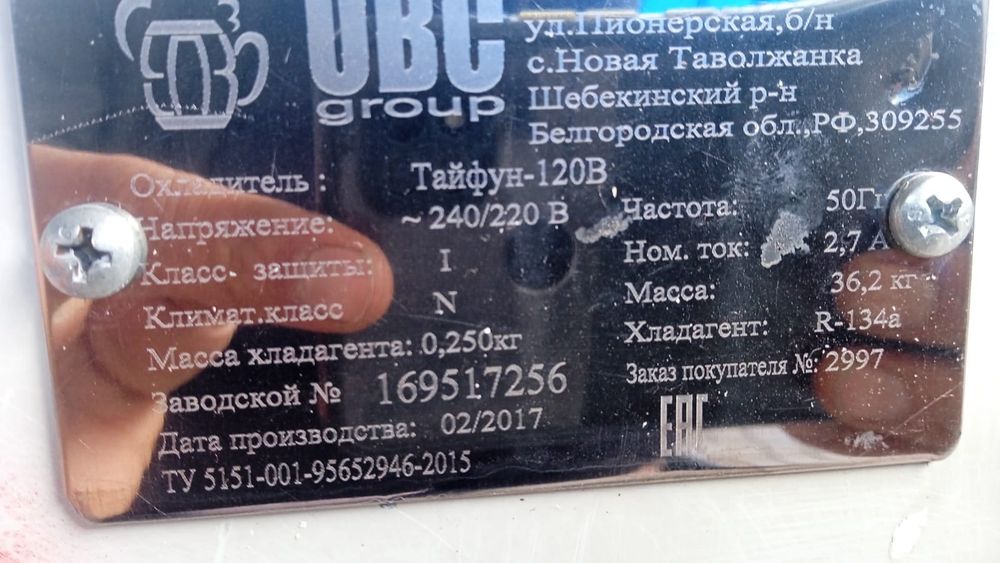 UBC group
ул.Пионерская,б/н
с.Новая Таволжанка
Шебекинский р-н
Белгородская обл.,РФ,309255
Охладитель : Тайфун-120В
Напряжение: ~ 240/220 В Частота: 50Гц
Класс защиты: I Ном. ток: 2,7 А
Климат.класс N Масса: 36,2 кг
Масса хладагента: 0,250кг Хладагент: R-134a
Заводской № 169517256 Заказ покупателя №: 2997
Дата производства: 02/2017 ЕАС
ТУ 5151-001-95652946-2015